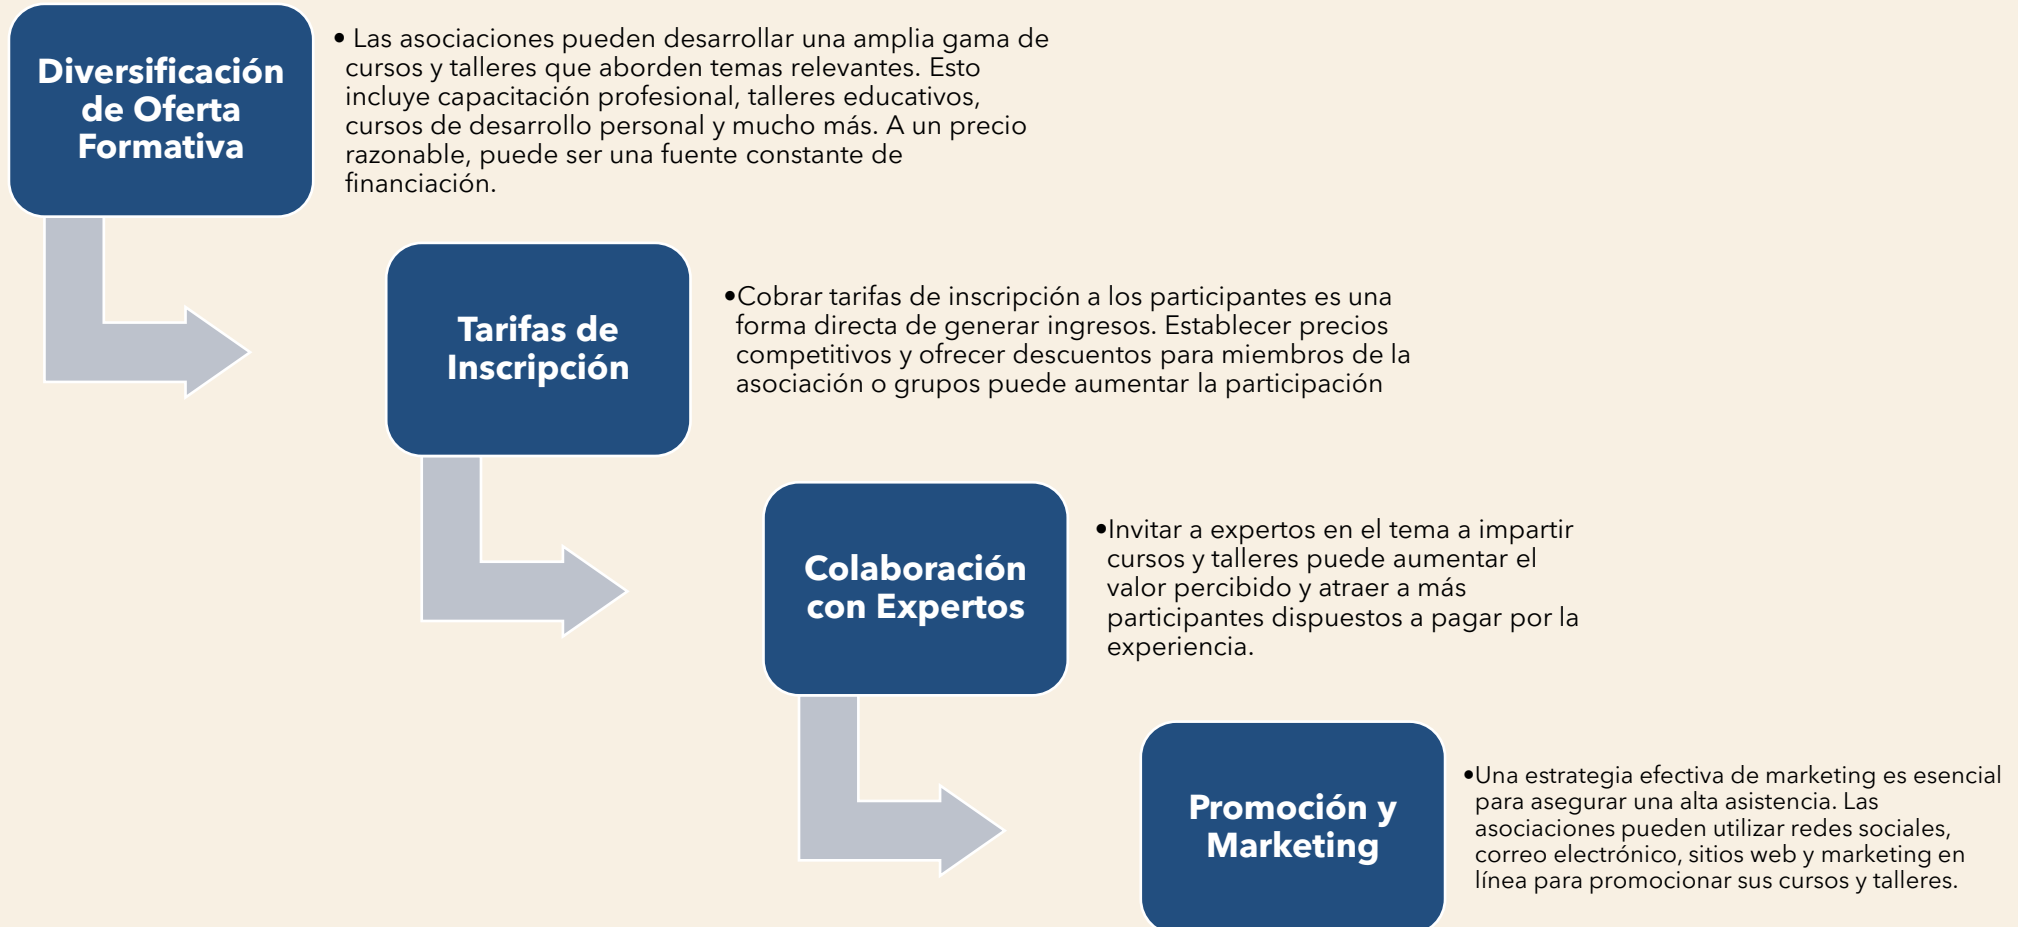 Diversificación
de Oferta
Formativa
• Las asociaciones pueden desarrollar una amplia gama de
cursos y talleres que aborden temas relevantes. Esto
incluye capacitación profesional, talleres educativos,
cursos de desarrollo personal y mucho más. A un precio
razonable, puede ser una fuente constante de
financiación.
Tarifas de
Inscripción
•Cobrar tarifas de inscripción a los participantes es una
forma directa de generar ingresos. Establecer precios
competitivos y ofrecer descuentos para miembros de la
asociación o grupos puede aumentar la participación
Colaboración
con Expertos
•Invitar a expertos en el tema a impartir
cursos y talleres puede aumentar el
valor percibido y atraer a más
participantes dispuestos a pagar por la
experiencia.
Promoción y
Marketing
•Una estrategia efectiva de marketing es esencial
para asegurar una alta asistencia. Las
asociaciones pueden utilizar redes sociales,
correo electrónico, sitios web y marketing en
línea para promocionar sus cursos y talleres.